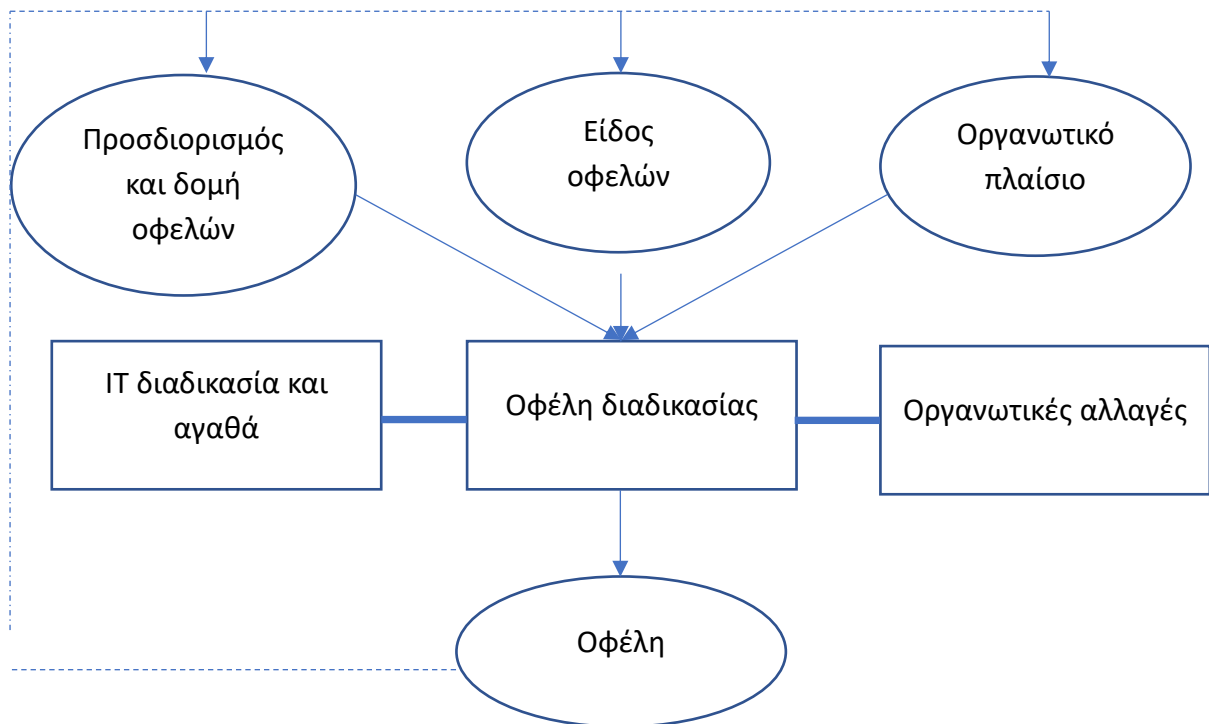 Προσδιορισμός
και δομή
οφελών
Είδος
οφελών
Οργανωτικό
πλαίσιο
IT διαδικασία και
αγαθά
Οφέλη διαδικασίας
Οργανωτικές αλλαγές
Οφέλη